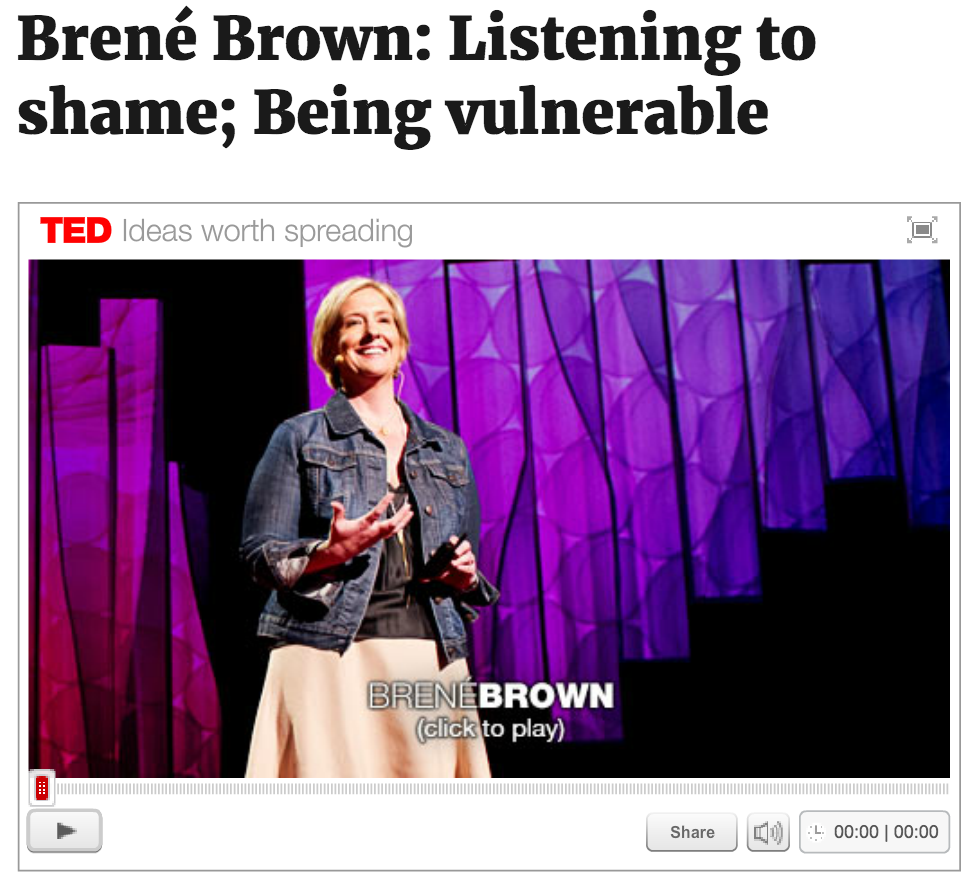 Brené Brown: Listening to
shame; Being vulnerable
TED Ideas worth spreading
BRENÉBROWN
(click to play)
Share
00:00 | 00:00